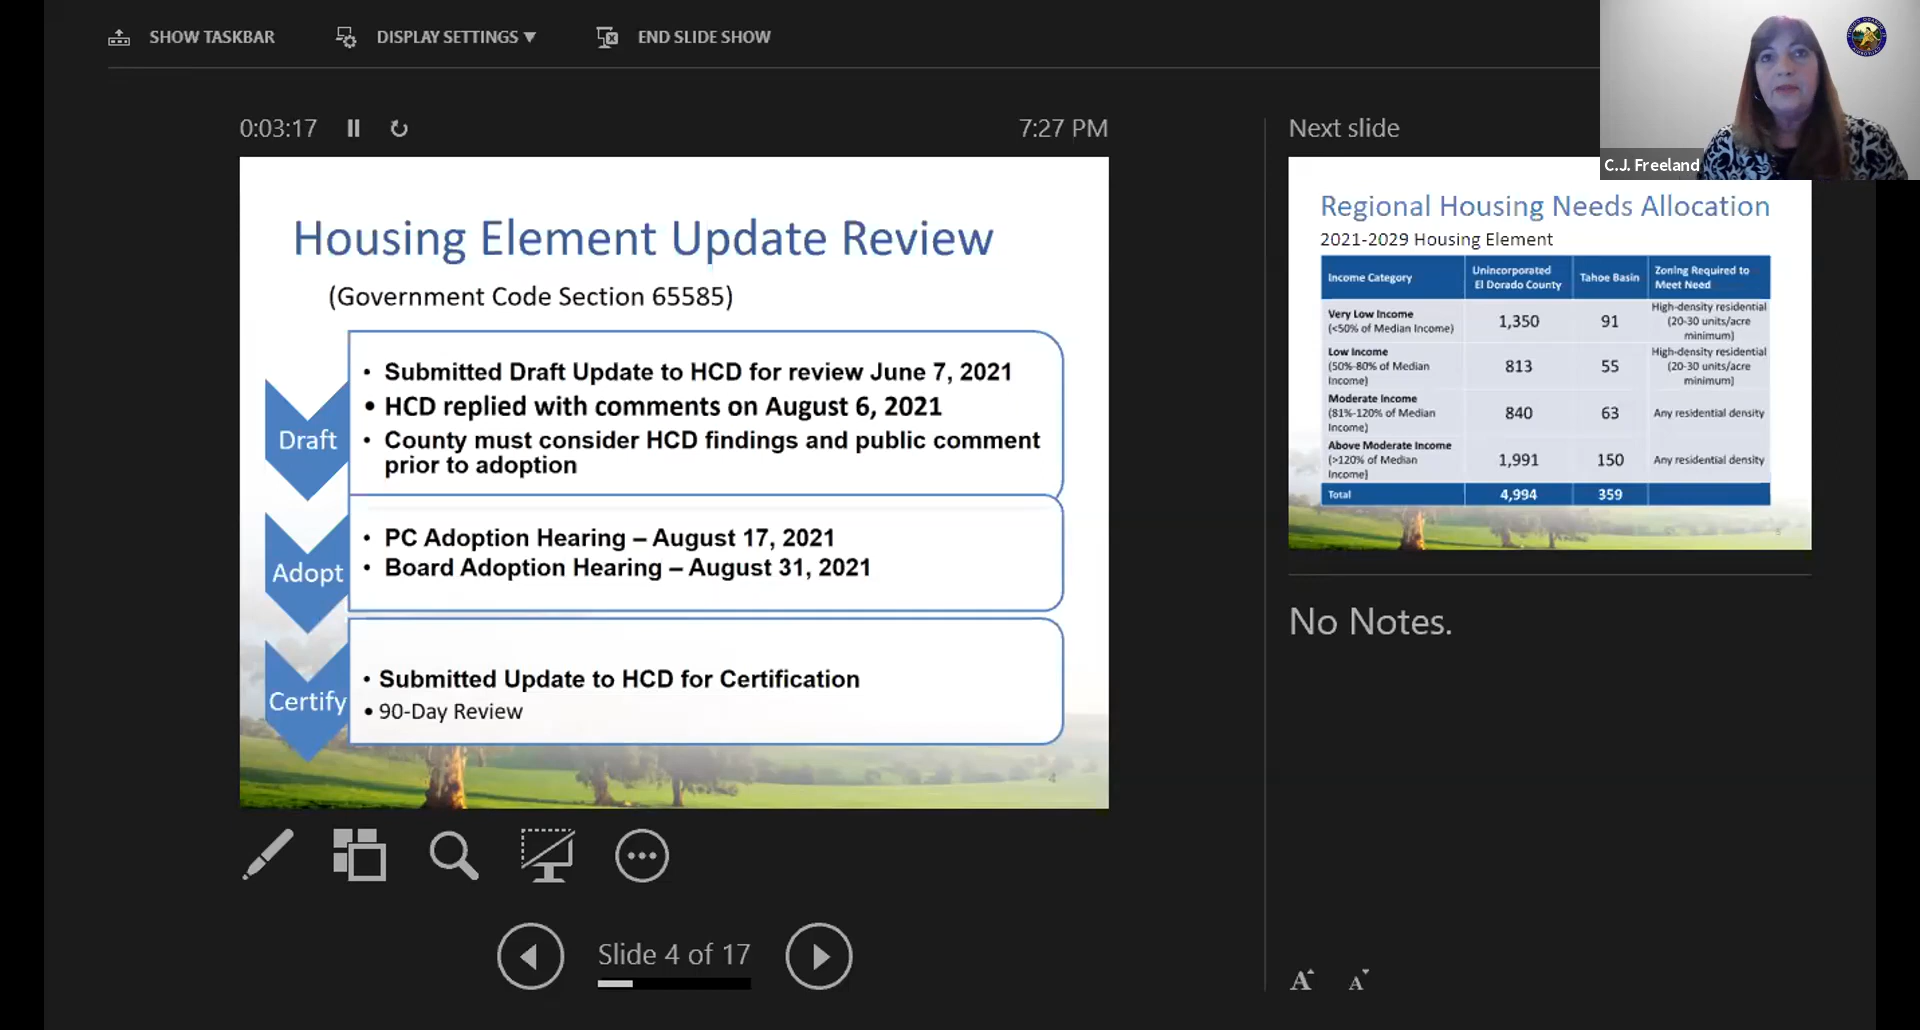 SHOW TASKBAR
DISPLAY SETTINGS ▼
END SLIDE SHOW
C.J. Freeland
0:03:17
7:27 PM
Housing Element Update Review
(Government Code Section 65585)
Draft
• Submitted Draft Update to HCD for review June 7, 2021
• HCD replied with comments on August 6, 2021
• County must consider HCD findings and public comment
prior to adoption
Adopt
• PC Adoption Hearing – August 17, 2021
• Board Adoption Hearing – August 31, 2021
Certify
• Submitted Update to HCD for Certification
• 90-Day Review
4
Slide 4 of 17
Next slide
Regional Housing Needs Allocation
2021-2029 Housing Element
Income Category
Unincorporated
El Dorado County
Tahoe Basin
Zoning Required to
Meet Need
Very Low Income
(<50% of Median Income)
1,350
91
High-density residential
(20-30 units/acre
minimum)
Low Income
(50%-80% of Median
Income)
813
55
High-density residential
(20-30 units/acre
minimum)
Moderate Income
(81%-120% of Median
Income)
840
63
Any residential density
Above Moderate Income
(>120% of Median
Income)
1,991
150
Any residential density
Total
4,994
359
5
No Notes.
A A